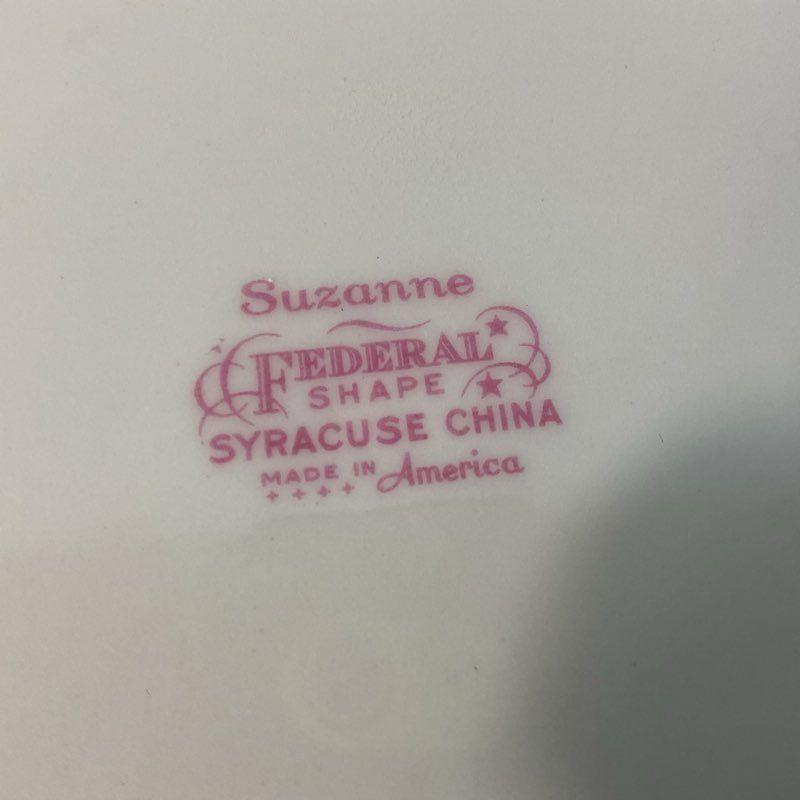 Suzanne
FEDERAL
SHAPE
SYRACUSE CHINA
MADE IN America